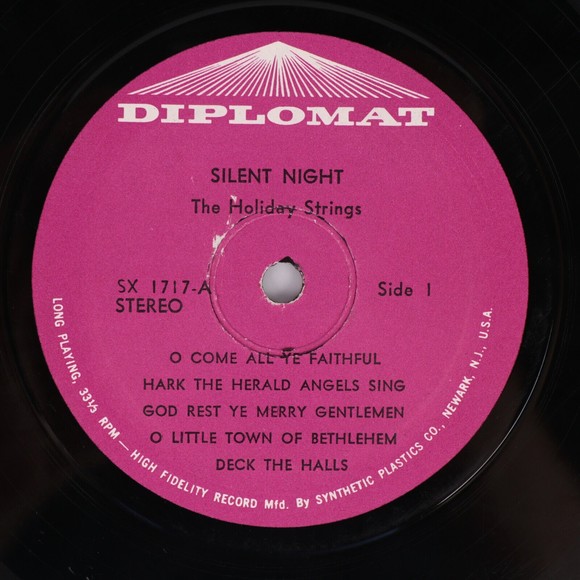 DIPLOMAT
SILENT NIGHT
The Holiday Strings
SX 1717-A
STEREO
Side 1
O COME ALL YE FAITHFUL
HARK THE HERALD ANGELS SING
GOD REST YE MERRY GENTLEMEN
O LITTLE TOWN OF BETHLEHEM
DECK THE HALLS
LONG PLAYING, 33⅓ RPM — HIGH FIDELITY RECORD Mfd. By SYNTHETIC PLASTICS CO., NEWARK, N.J., U.S.A.